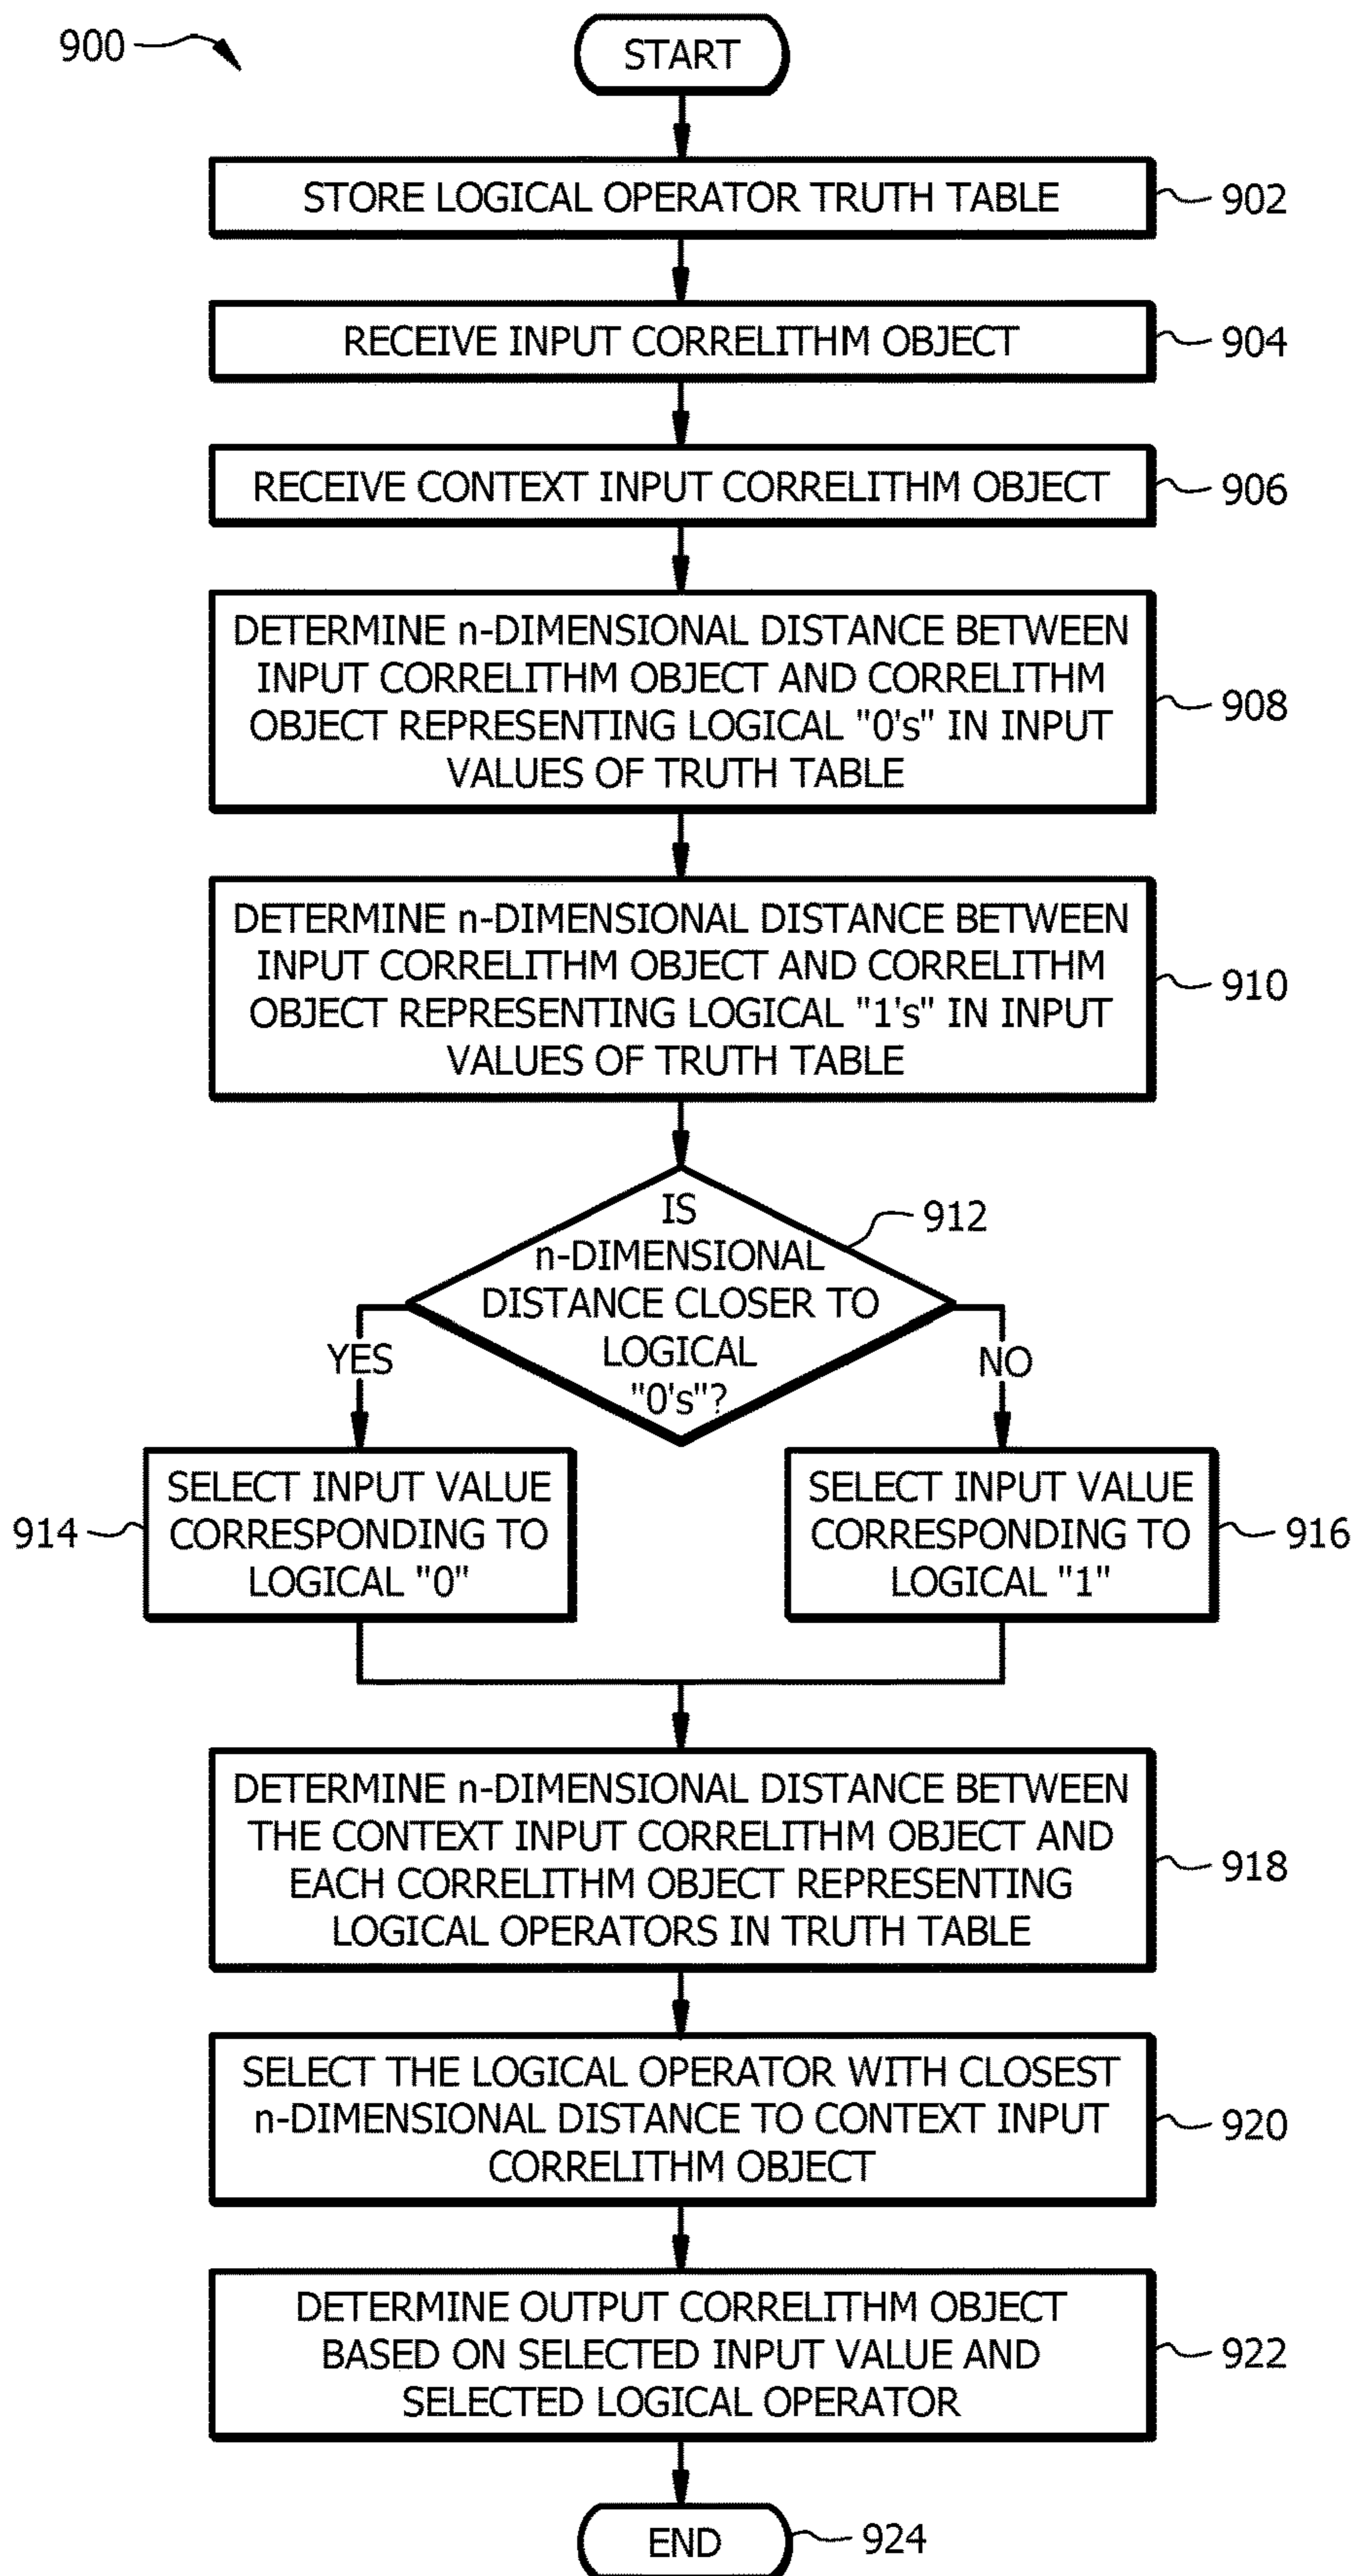 900
START
STORE LOGICAL OPERATOR TRUTH TABLE
902
RECEIVE INPUT CORRELITHM OBJECT
904
RECEIVE CONTEXT INPUT CORRELITHM OBJECT
906
DETERMINE n-DIMENSIONAL DISTANCE BETWEEN
INPUT CORRELITHM OBJECT AND CORRELITHM
OBJECT REPRESENTING LOGICAL "0's" IN INPUT
VALUES OF TRUTH TABLE
908
DETERMINE n-DIMENSIONAL DISTANCE BETWEEN
INPUT CORRELITHM OBJECT AND CORRELITHM
OBJECT REPRESENTING LOGICAL "1's" IN INPUT
VALUES OF TRUTH TABLE
910
IS
n-DIMENSIONAL
DISTANCE CLOSER TO
LOGICAL
"0's"?
912
YES
NO
SELECT INPUT VALUE
CORRESPONDING TO
LOGICAL "0"
914
SELECT INPUT VALUE
CORRESPONDING TO
LOGICAL "1"
916
DETERMINE n-DIMENSIONAL DISTANCE BETWEEN
THE CONTEXT INPUT CORRELITHM OBJECT AND
EACH CORRELITHM OBJECT REPRESENTING
LOGICAL OPERATORS IN TRUTH TABLE
918
SELECT THE LOGICAL OPERATOR WITH CLOSEST
n-DIMENSIONAL DISTANCE TO CONTEXT INPUT
CORRELITHM OBJECT
920
DETERMINE OUTPUT CORRELITHM OBJECT
BASED ON SELECTED INPUT VALUE AND
SELECTED LOGICAL OPERATOR
922
END
924